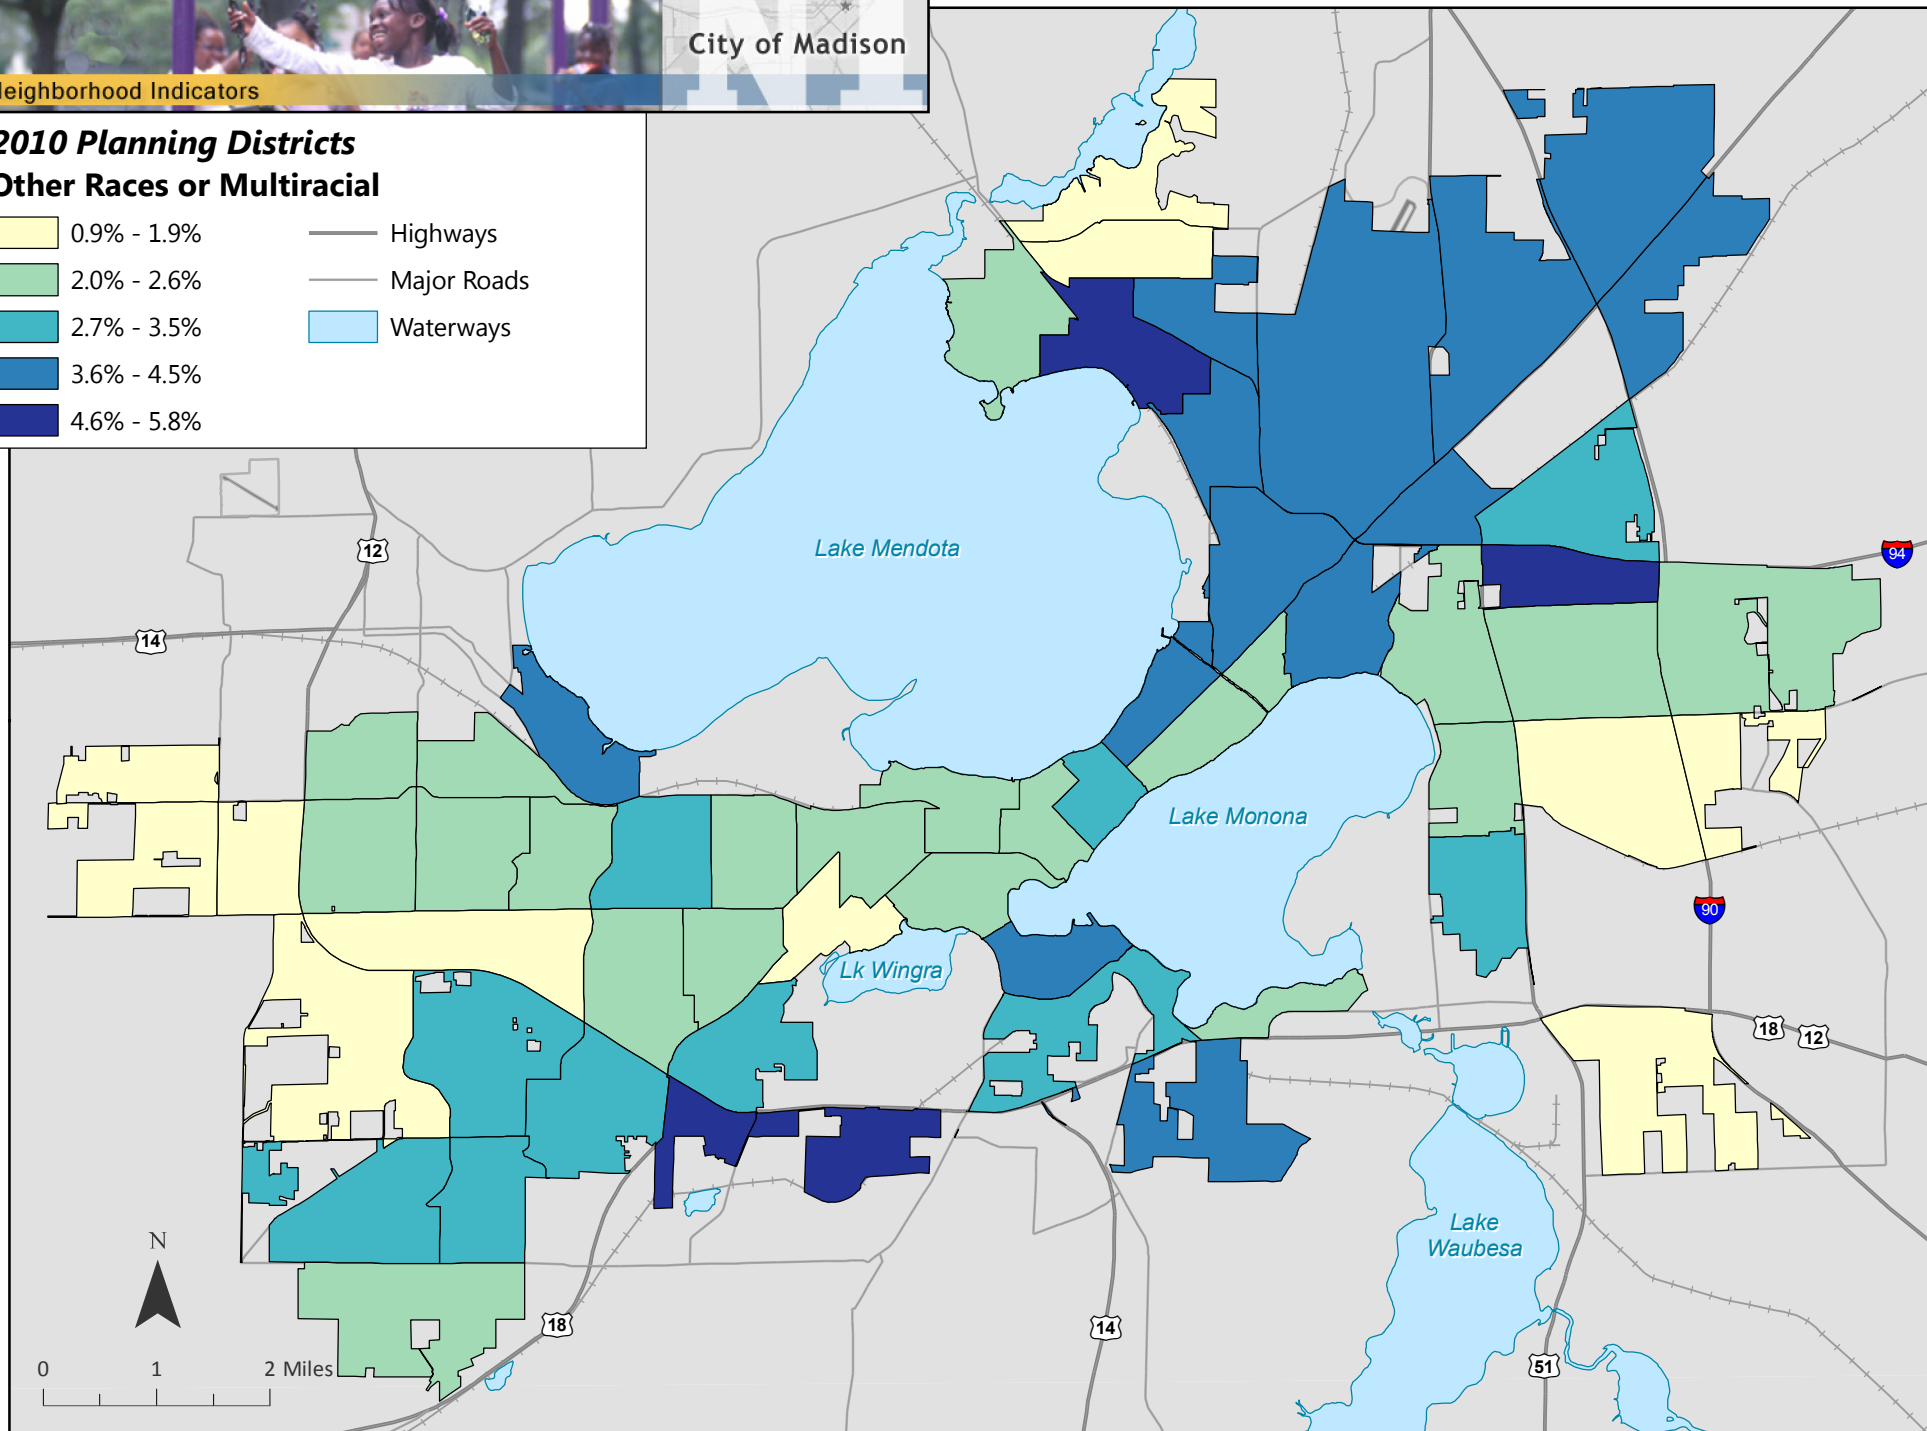 City of Madison
Neighborhood Indicators
2010 Planning Districts
Other Races or Multiracial
0.9% - 1.9%
2.0% - 2.6%
2.7% - 3.5%
3.6% - 4.5%
4.6% - 5.8%
Highways
Major Roads
Waterways
12
14
Lake Mendota
94
Lake Monona
Lk Wingra
90
18
12
Lake
Waubesa
N
0 1 2 Miles
18
14
51